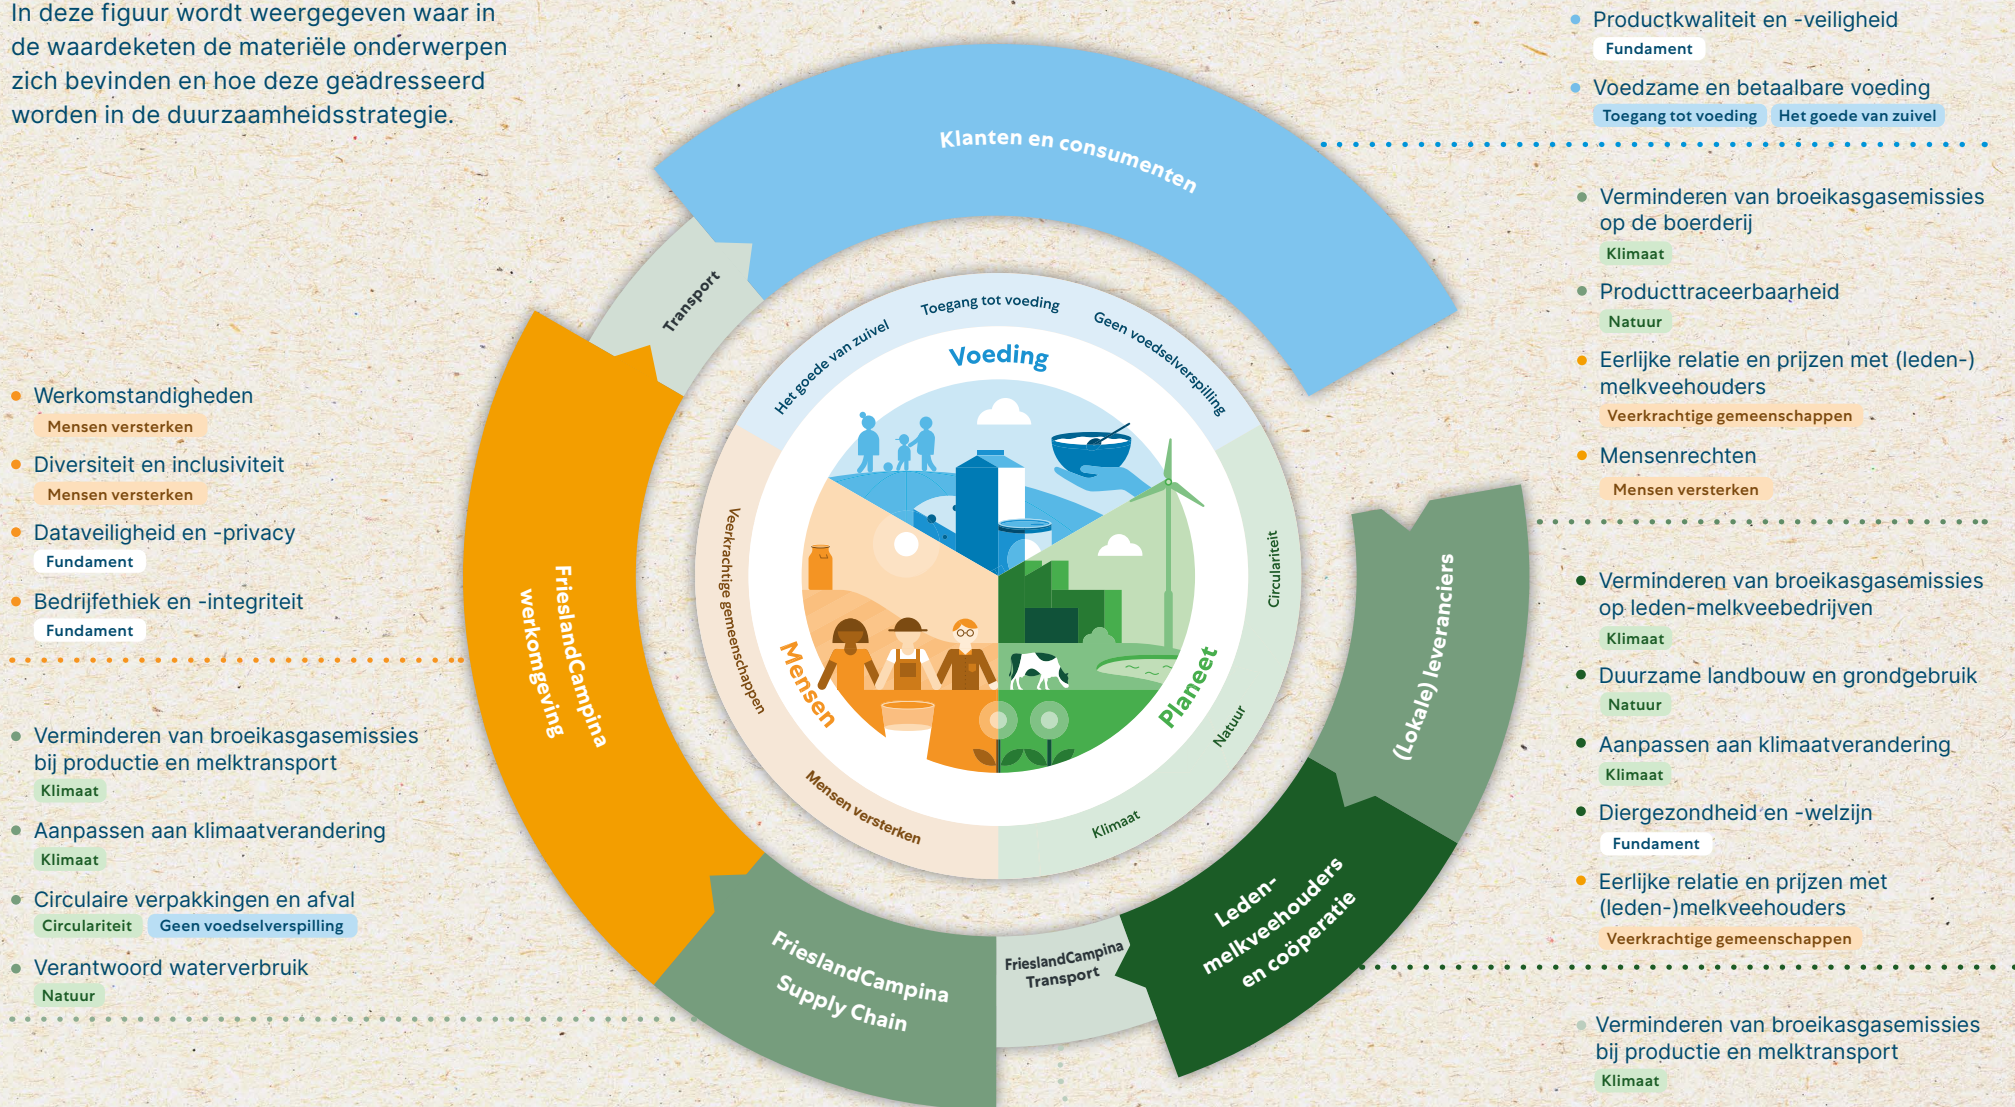 In deze figuur wordt weergegeven waar in
de waardeketen de materiële onderwerpen
zich bevinden en hoe deze geadresseerd
worden in de duurzaamheidsstrategie.
Werkomstandigheden
Mensen versterken
Diversiteit en inclusiviteit
Mensen versterken
Dataveiligheid en -privacy
Fundament
Bedrijfethiek en -integriteit
Fundament
Verminderen van broeikasgasemissies
bij productie en melktransport
Klimaat
Aanpassen aan klimaatverandering
Klimaat
Circulaire verpakkingen en afval
Circulariteit Geen voedselverspilling
Verantwoord waterverbruik
Natuur
Klanten en consumenten
Transport
FrieslandCampina
werkomgeving
FrieslandCampina
Supply Chain
FrieslandCampina
Transport
Leden-
melkveehouders
en coöperatie
(Lokale) leveranciers
Het goede van zuivel
Toegang tot voeding
Geen voedselverspilling
Voeding
Circulariteit
Natuur
Klimaat
Planeet
Mensen versterken
Veerkrachtige gemeenschappen
Mensen
Productkwaliteit en -veiligheid
Fundament
Voedzame en betaalbare voeding
Toegang tot voeding Het goede van zuivel
Verminderen van broeikasgasemissies
op de boerderij
Klimaat
Producttraceerbaarheid
Natuur
Eerlijke relatie en prijzen met (leden-)
melkveehouders
Veerkrachtige gemeenschappen
Mensenrechten
Mensen versterken
Verminderen van broeikasgasemissies
op leden-melkveebedrijven
Klimaat
Duurzame landbouw en grondgebruik
Natuur
Aanpassen aan klimaatverandering
Klimaat
Diergezondheid en -welzijn
Fundament
Eerlijke relatie en prijzen met
(leden-)melkveehouders
Veerkrachtige gemeenschappen
Verminderen van broeikasgasemissies
bij productie en melktransport
Klimaat